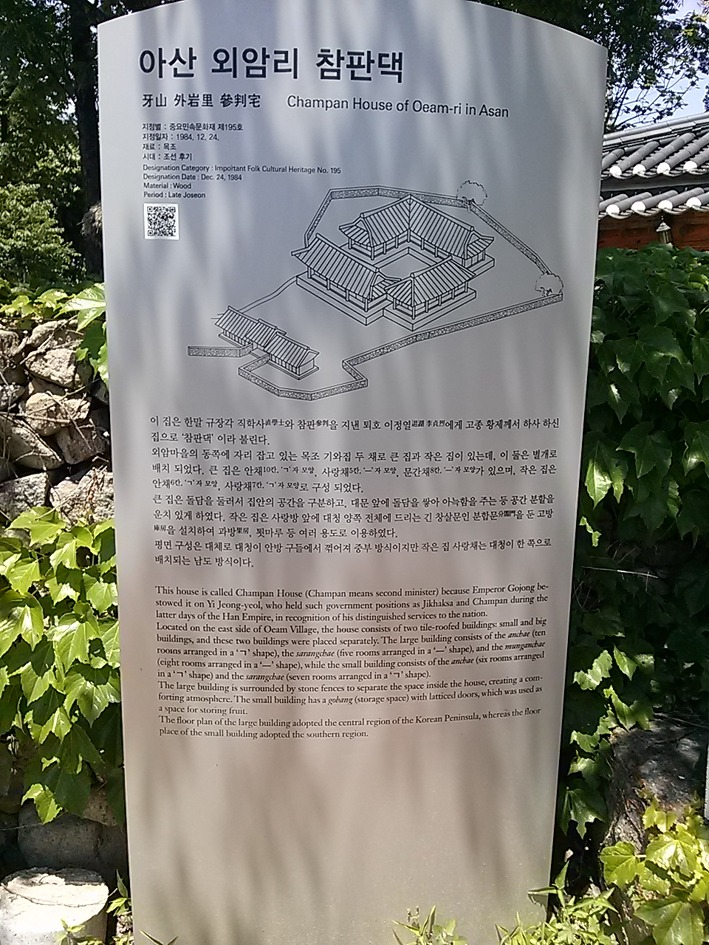 아산 외암리 참판댁
牙山 外岩里 參判宅 Champan House of Oeam-ri in Asan
지정별 : 중요민속문화재 제195호
지정일자 : 1984. 12. 24.
재료 : 목조
시대 : 조선 후기
Designation Category : Important Folk Cultural Heritage No. 195
Designation Date : Dec. 24, 1984
Material : Wood
Period : Late Joseon
이 집은 한말 규장각 직학사直學士와 참판參判을 지낸 퇴호 이정열退湖 李貞烈에게 고종 황제께서 하사 하신
집으로 '참판댁' 이라 불린다.
외암마을의 동쪽에 자리 잡고 있는 목조 기와집 두 채로 큰 집과 작은 집이 있는데, 이 둘은 별개로
배치 되었다. 큰 집은 안채10칸, 'ㄱ'자 모양, 사랑채5칸, '一'자 모양, 문간채8칸, '一'자 모양가 있으며, 작은 집은
안채6칸, 'ㄱ'자 모양, 사랑채7칸, 'ㄱ'자 모양로 구성 되었다.
큰 집은 돌담을 둘러서 집안의 공간을 구분하고, 대문 앞에 돌담을 쌓아 아늑함을 주는 등 공간 분할을
운치 있게 하였다. 작은 집은 사랑방 앞에 대청 양쪽 전체에 드리는 긴 창살문인 분합문分閤門을 둔 고방
庫房을 설치하여 과방果房, 툇마루 등 여러 용도로 이용하였다.
평면 구성은 대체로 대청이 안방 구들에서 꺾어져 중부 방식이지만 작은 집 사랑채는 대청이 한 쪽으로
배치되는 남도 방식이다.
This house is called Champan House (Champan means second minister) because Emperor Gojong be-
stowed it on Yi Jeong-yeol, who held such government positions as Jikhaksa and Champan during the
latter days of the Han Empire, in recognition of his distinguished services to the nation.
Located on the east side of Oeam Village, the house consists of two tile-roofed buildings: small and big
buildings, and these two buildings were placed separately. The large building consists of the anchae (ten
rooms arranged in a 'ㄱ' shape), the sarangchae (five rooms arranged in a '一' shape), and the munganchae
(eight rooms arranged in a '一' shape), while the small building consists of the anchae (six rooms arranged
in a 'ㄱ' shape) and the sarangchae (seven rooms arranged in a 'ㄱ' shape).
The large building is surrounded by stone fences to separate the space inside the house, creating a com-
forting atmosphere. The small building has a gobang (storage space) with latticed doors, which was used as
a space for storing fruit.
The floor plan of the large building adopted the central region of the Korean Peninsula, whereas the floor
place of the small building adopted the southern region.